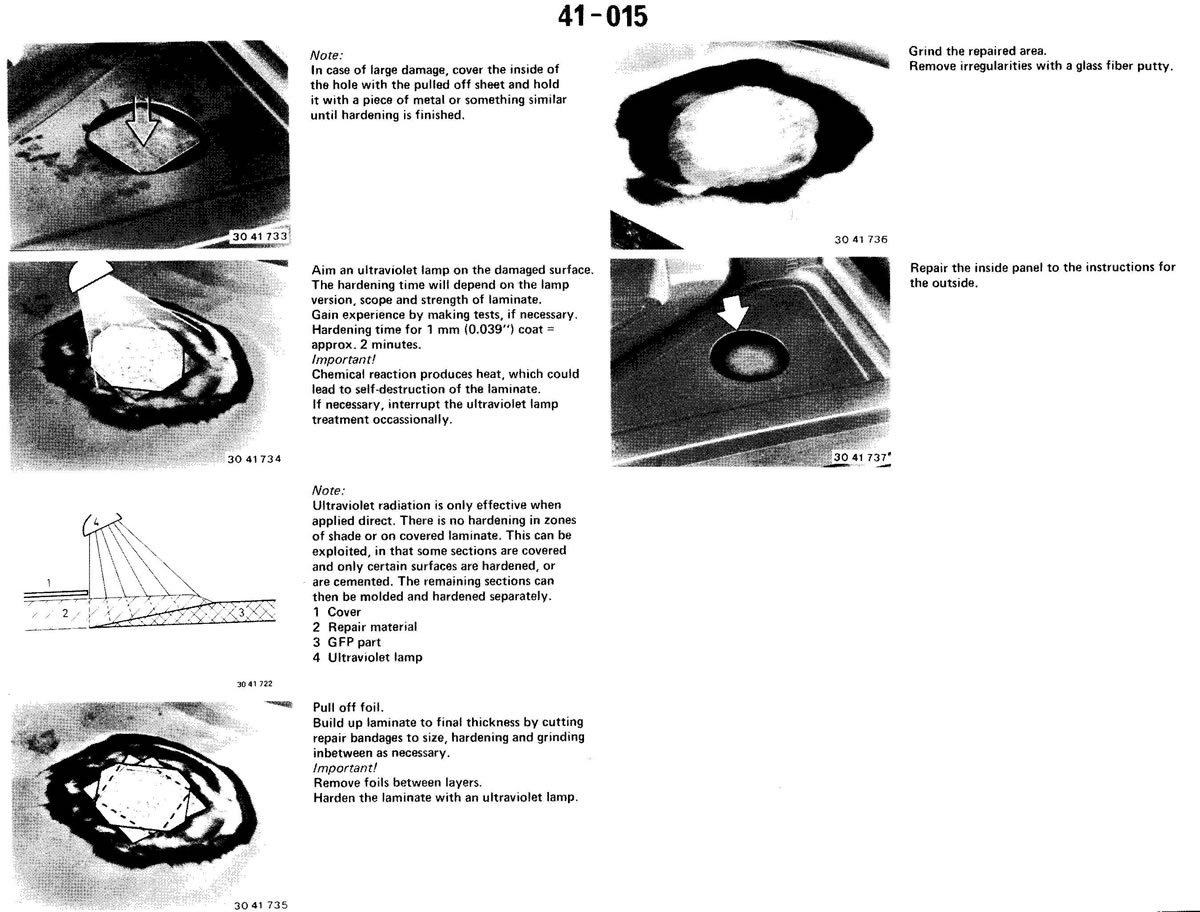 41-015
Note:
In case of large damage, cover the inside of
the hole with the pulled off sheet and hold
it with a piece of metal or something similar
until hardening is finished.
30 41 733
Aim an ultraviolet lamp on the damaged surface.
The hardening time will depend on the lamp
version, scope and strength of laminate.
Gain experience by making tests, if necessary.
Hardening time for 1 mm (0.039″) coat =
approx. 2 minutes.
Important!
Chemical reaction produces heat, which could
lead to self-destruction of the laminate.
If necessary, interrupt the ultraviolet lamp
treatment occassionally.
30 41 734
Note:
Ultraviolet radiation is only effective when
applied direct. There is no hardening in zones
of shade or on covered laminate. This can be
exploited, in that some sections are covered
and only certain surfaces are hardened, or
are cemented. The remaining sections can
then be molded and hardened separately.
1 Cover
2 Repair material
3 GFP part
4 Ultraviolet lamp
4
1
2
3
30 41 722
Pull off foil.
Build up laminate to final thickness by cutting
repair bandages to size, hardening and grinding
inbetween as necessary.
Important!
Remove foils between layers.
Harden the laminate with an ultraviolet lamp.
30 41 735
Grind the repaired area.
Remove irregularities with a glass fiber putty.
30 41 736
Repair the inside panel to the instructions for
the outside.
30 41 737